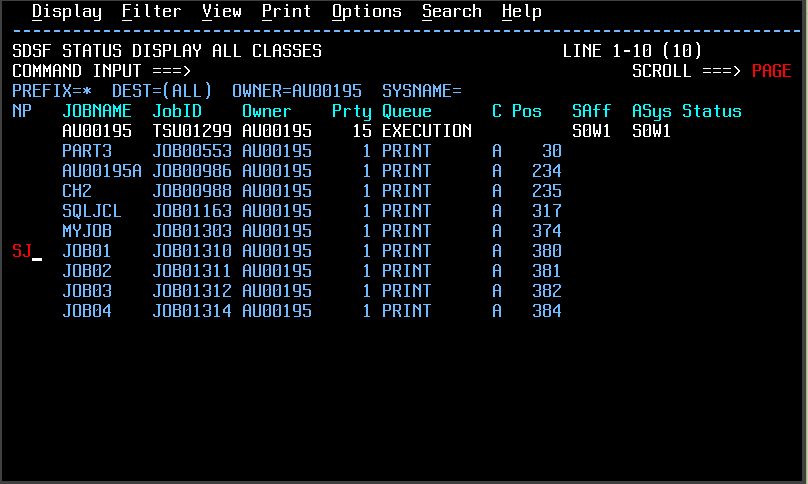 Display  Filter  View  Print  Options  Search  Help
--------------------------------------------------------------------------------
SDSF STATUS DISPLAY ALL CLASSES                        LINE 1-10 (10)
COMMAND INPUT ===>                                            SCROLL ===> PAGE
PREFIX=*  DEST=(ALL)  OWNER=AU00195  SYSNAME=
NP   JOBNAME  JobID    Owner    Prty Queue      C Pos   SAff  ASys Status
     AU00195  TSU01299 AU00195    15 EXECUTION          S0W1  S0W1
     PART3    JOB00553 AU00195     1 PRINT      A    30
     AU00195A JOB00986 AU00195     1 PRINT      A   234
     CH2      JOB00988 AU00195     1 PRINT      A   235
     SQLJCL   JOB01163 AU00195     1 PRINT      A   317
     MYJOB    JOB01303 AU00195     1 PRINT      A   374
SJ_  JOB01    JOB01310 AU00195     1 PRINT      A   380
     JOB02    JOB01311 AU00195     1 PRINT      A   381
     JOB03    JOB01312 AU00195     1 PRINT      A   382
     JOB04    JOB01314 AU00195     1 PRINT      A   384